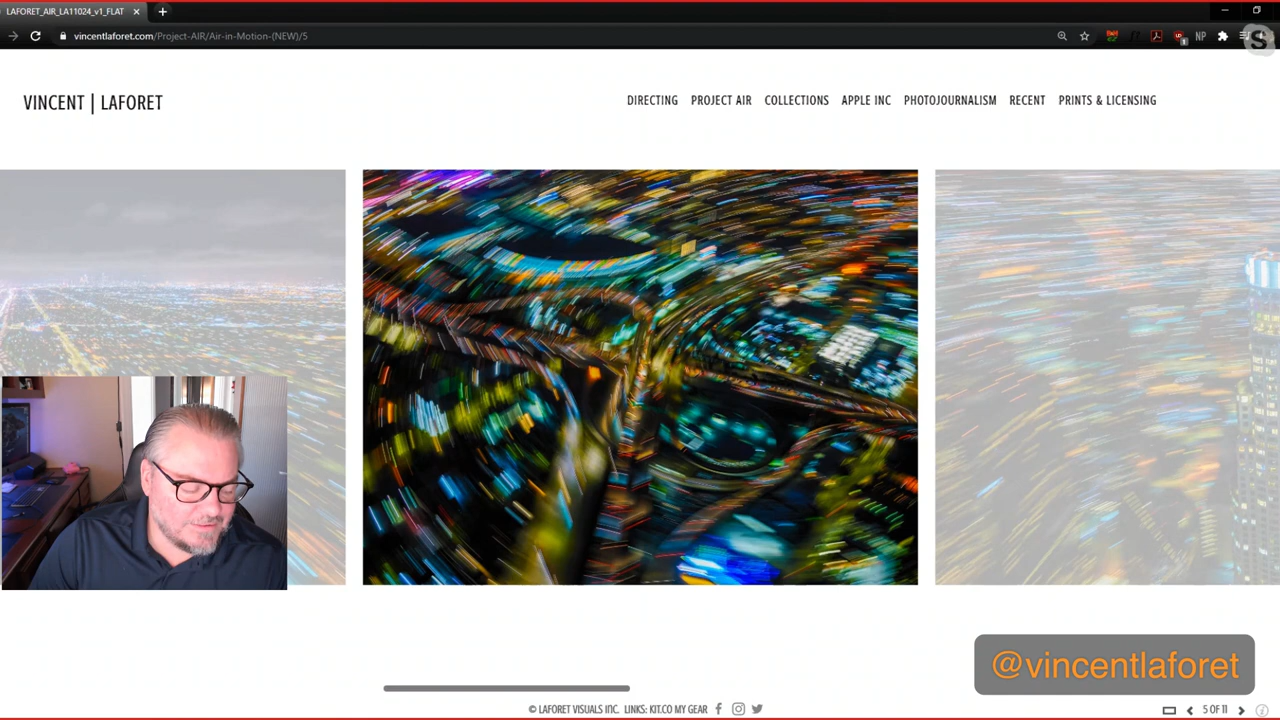 LAFORET_AIR_LA11024_v1_FLAT
vincentlaforet.com/Project-AIR/Air-in-Motion-(NEW)/5
NP
S
VINCENT | LAFORET
DIRECTING PROJECT AIR COLLECTIONS APPLE INC PHOTOJOURNALISM RECENT PRINTS & LICENSING
@vincentlaforet
© LAFORET VISUALS INC. LINKS: KIT.CO MY GEAR
5 OF 11